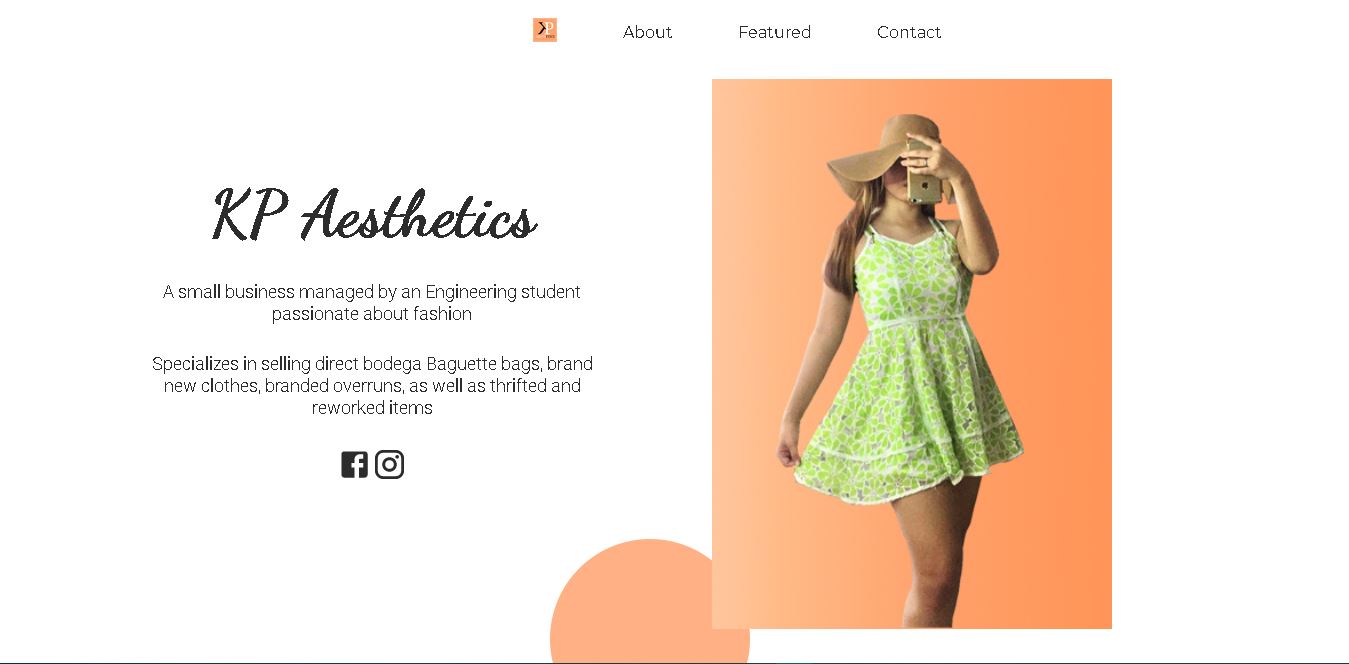 KP
About
Featured
Contact
KP Aesthetics
A small business managed by an Engineering student
passionate about fashion
Specializes in selling direct bodega Baguette bags, brand
new clothes, branded overruns, as well as thrifted and
reworked items